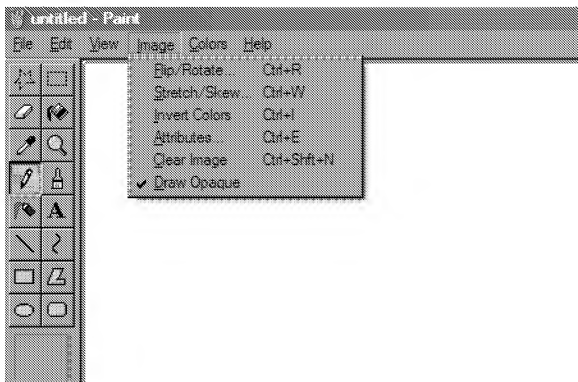 untitled - Paint
File Edit View Image Colors Help
Flip/Rotate... Ctrl+R
Stretch/Skew... Ctrl+W
Invert Colors Ctrl+I
Attributes... Ctrl+E
Clear Image Ctrl+Shft+N
Draw Opaque
A